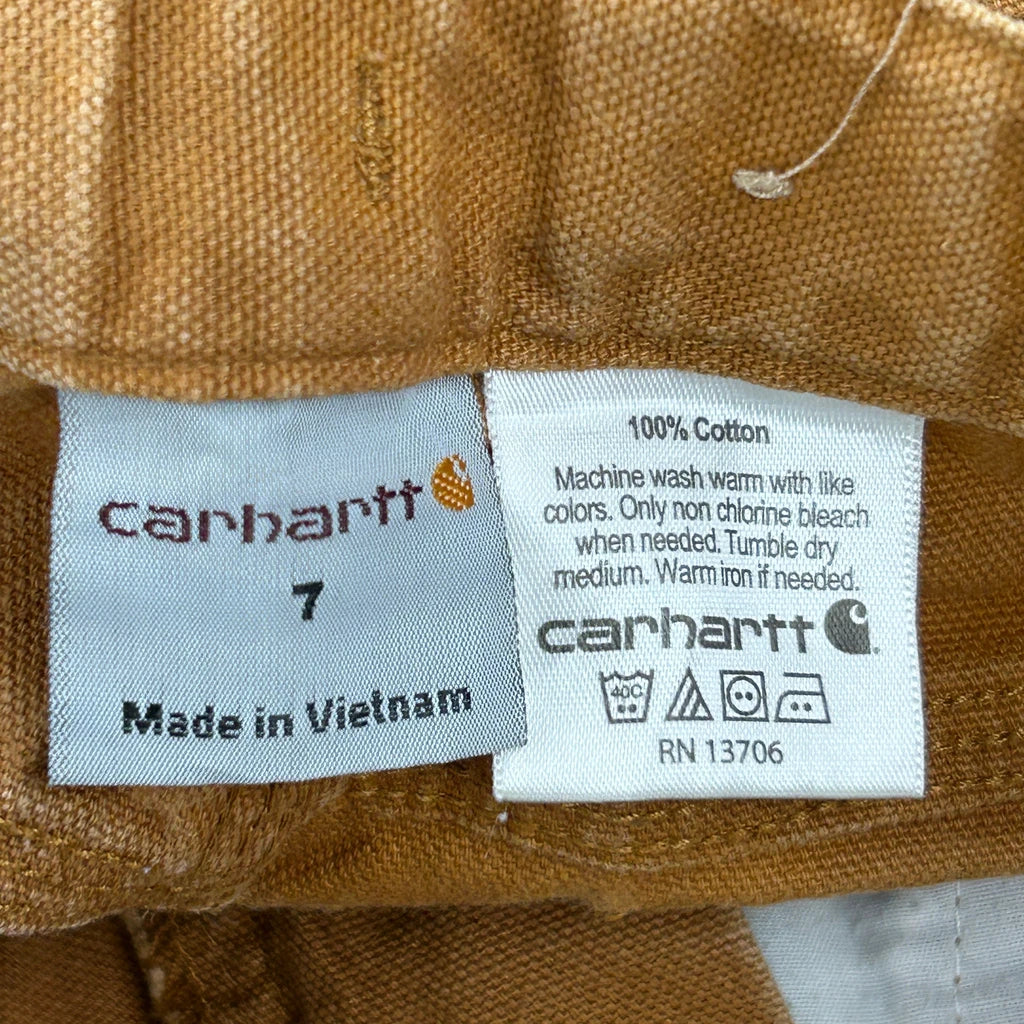 carhartt
7
Made in Vietnam
100% Cotton
Machine wash warm with like
colors. Only non chlorine bleach
when needed. Tumble dry
medium. Warm iron if needed.
carhartt
40C
RN 13706